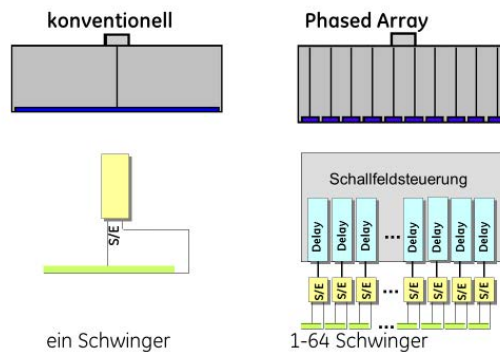 konventionell
Phased Array
S/E
ein Schwinger
Schallfeldsteuerung
Delay Delay Delay ... Delay Delay Delay Delay
S/E S/E S/E ... S/E S/E S/E S/E
...
1-64 Schwinger